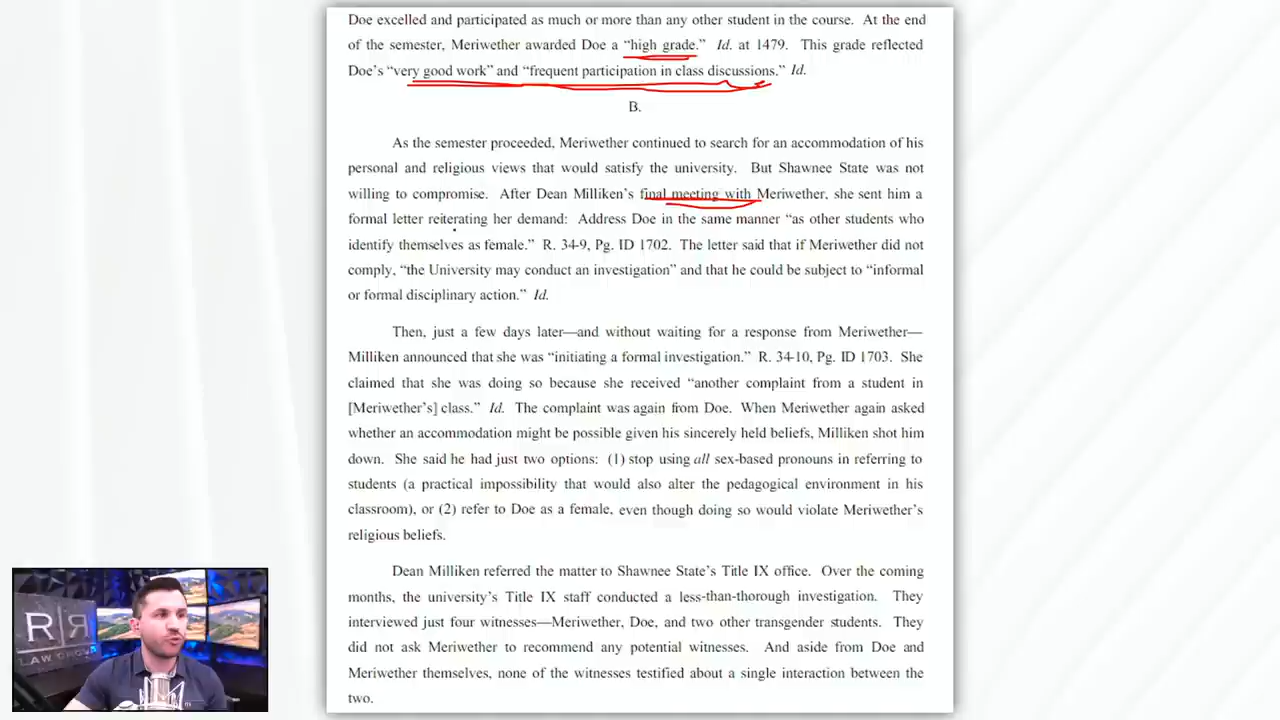 Doe excelled and participated as much or more than any other student in the course. At the end
of the semester, Meriwether awarded Doe a “high grade.” Id. at 1479. This grade reflected
Doe’s “very good work” and “frequent participation in class discussions.” Id.
B.
As the semester proceeded, Meriwether continued to search for an accommodation of his
personal and religious views that would satisfy the university. But Shawnee State was not
willing to compromise. After Dean Milliken’s final meeting with Meriwether, she sent him a
formal letter reiterating her demand: Address Doe in the same manner “as other students who
identify themselves as female.” R. 34-9, Pg. ID 1702. The letter said that if Meriwether did not
comply, “the University may conduct an investigation” and that he could be subject to “informal
or formal disciplinary action.” Id.
Then, just a few days later—and without waiting for a response from Meriwether—
Milliken announced that she was “initiating a formal investigation.” R. 34-10, Pg. ID 1703. She
claimed that she was doing so because she received “another complaint from a student in
[Meriwether’s] class.” Id. The complaint was again from Doe. When Meriwether again asked
whether an accommodation might be possible given his sincerely held beliefs, Milliken shot him
down. She said he had just two options: (1) stop using all sex-based pronouns in referring to
students (a practical impossibility that would also alter the pedagogical environment in his
classroom), or (2) refer to Doe as a female, even though doing so would violate Meriwether’s
religious beliefs.
Dean Milliken referred the matter to Shawnee State’s Title IX office. Over the coming
months, the university’s Title IX staff conducted a less-than-thorough investigation. They
interviewed just four witnesses—Meriwether, Doe, and two other transgender students. They
did not ask Meriwether to recommend any potential witnesses. And aside from Doe and
Meriwether themselves, none of the witnesses testified about a single interaction between the
two.
R|R
LAW GROUP